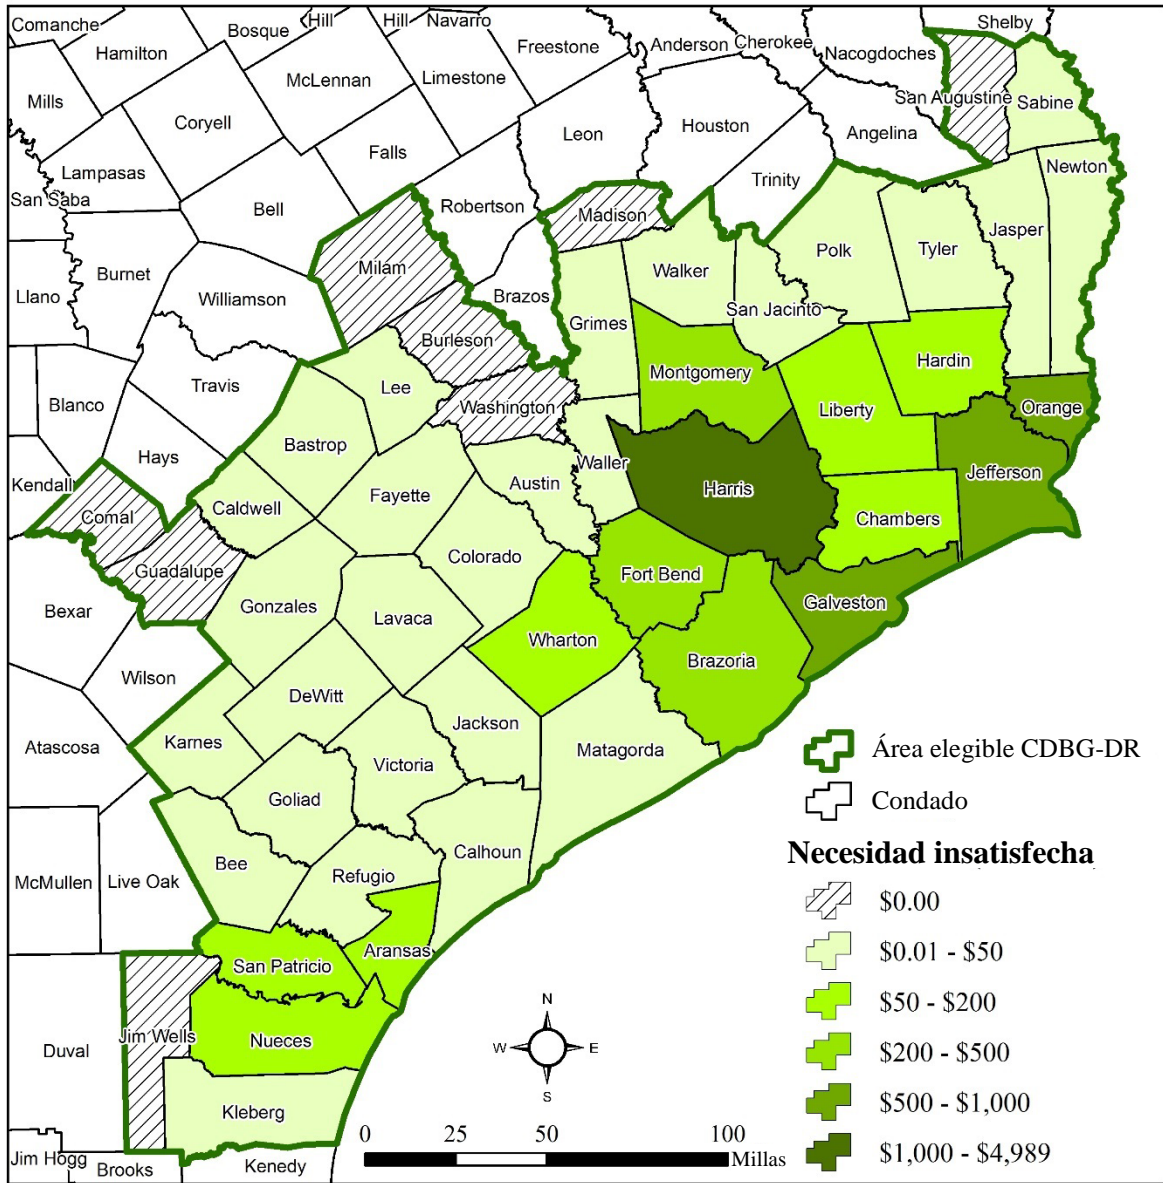 Comanche
Hamilton
Bosque
Hill
Hill
Navarro
Freestone
Anderson
Cherokee
Nacogdoches
Shelby
Mills
Coryell
McLennan
Limestone
Leon
Houston
Angelina
San Augustine
Sabine
Lampasas
San Saba
Bell
Falls
Robertson
Madison
Trinity
Newton
Burnet
Milam
Walker
Polk
Tyler
Jasper
Llano
Williamson
Brazos
San Jacinto
Grimes
Burleson
Travis
Lee
Montgomery
Hardin
Blanco
Washington
Liberty
Orange
Hays
Bastrop
Waller
Jefferson
Kendall
Caldwell
Fayette
Austin
Harris
Chambers
Comal
Colorado
Guadalupe
Fort Bend
Galveston
Bexar
Gonzales
Lavaca
Wharton
Brazoria
Wilson
DeWitt
Jackson
Atascosa
Karnes
Victoria
Matagorda
Goliad
Bee
Calhoun
McMullen
Live Oak
Refugio
Aransas
San Patricio
Jim Wells
Nueces
Duval
Kleberg
Jim Hogg
Brooks
Kenedy
N
W
E
S
0
25
50
100
Millas
Área elegible CDBG-DR
Condado
Necesidad insatisfecha
$0.00
$0.01 - $50
$50 - $200
$200 - $500
$500 - $1,000
$1,000 - $4,989